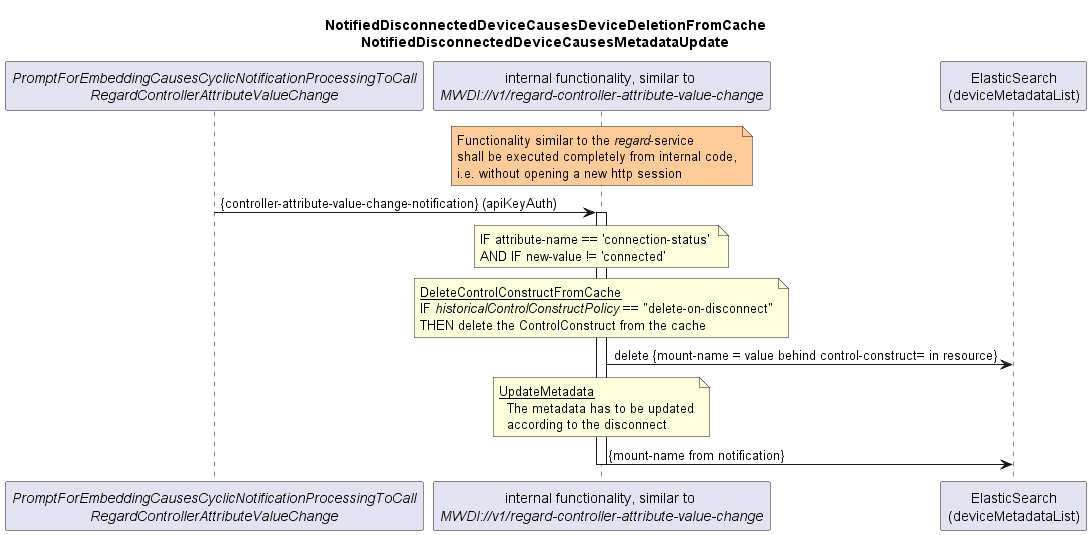 NotifiedDisconnectedDeviceCausesDeviceDeletionFromCache
NotifiedDisconnectedDeviceCausesMetadataUpdate
PromptForEmbeddingCausesCyclicNotificationProcessingToCall
RegardControllerAttributeValueChange
internal functionality, similar to
MWDI://v1/regard-controller-attribute-value-change
ElasticSearch
(deviceMetadataList)
Functionality similar to the regard-service
shall be executed completely from internal code,
i.e. without opening a new http session
{controller-attribute-value-change-notification} (apiKeyAuth)
IF attribute-name == 'connection-status'
AND IF new-value != 'connected'
DeleteControlConstructFromCache
IF historicalControlConstructPolicy == "delete-on-disconnect"
THEN delete the ControlConstruct from the cache
delete {mount-name = value behind control-construct= in resource}
UpdateMetadata
The metadata has to be updated
according to the disconnect
{mount-name from notification}
PromptForEmbeddingCausesCyclicNotificationProcessingToCall
RegardControllerAttributeValueChange
internal functionality, similar to
MWDI://v1/regard-controller-attribute-value-change
ElasticSearch
(deviceMetadataList)